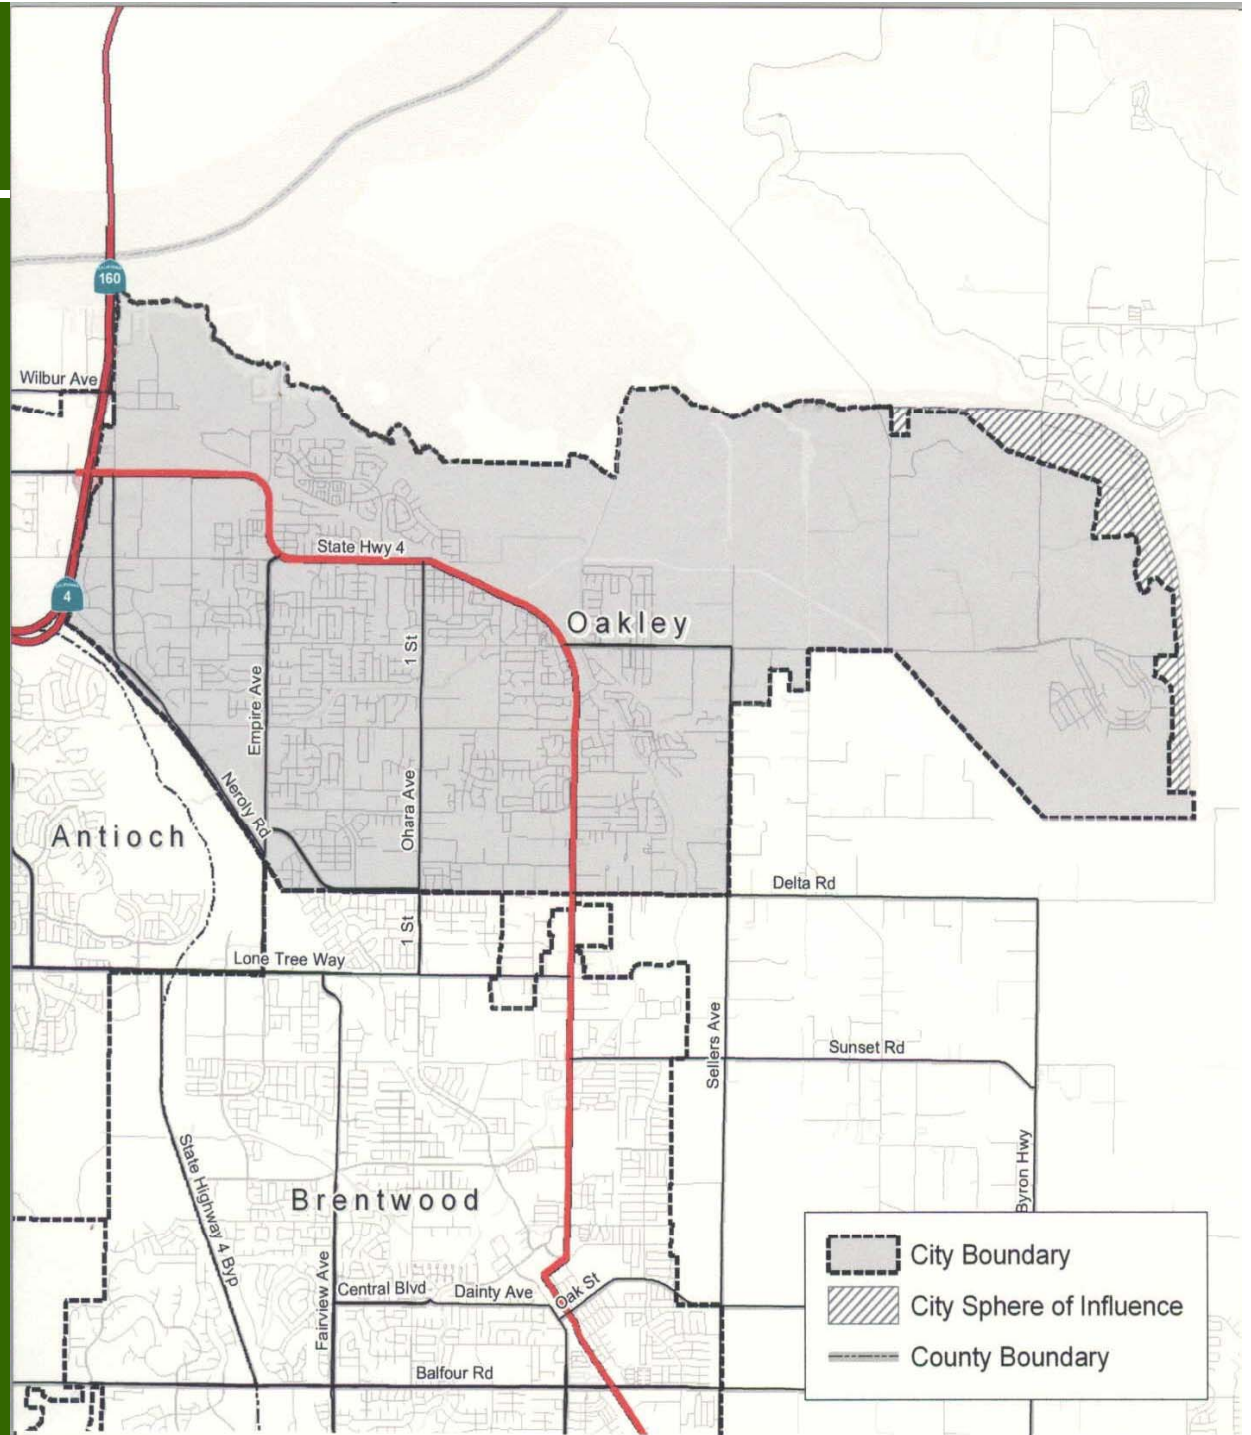 160
Wilbur Ave
State Hwy 4
4
Oakley
1 St
Empire Ave
Neroly Rd
Ohara Ave
Antioch
Delta Rd
1 St
Lone Tree Way
Sellers Ave
Sunset Rd
Byron Hwy
State Highway 4 Byp
Brentwood
Fairview Ave
Central Blvd
Dainty Ave
Oak St
Balfour Rd
City Boundary
City Sphere of Influence
County Boundary